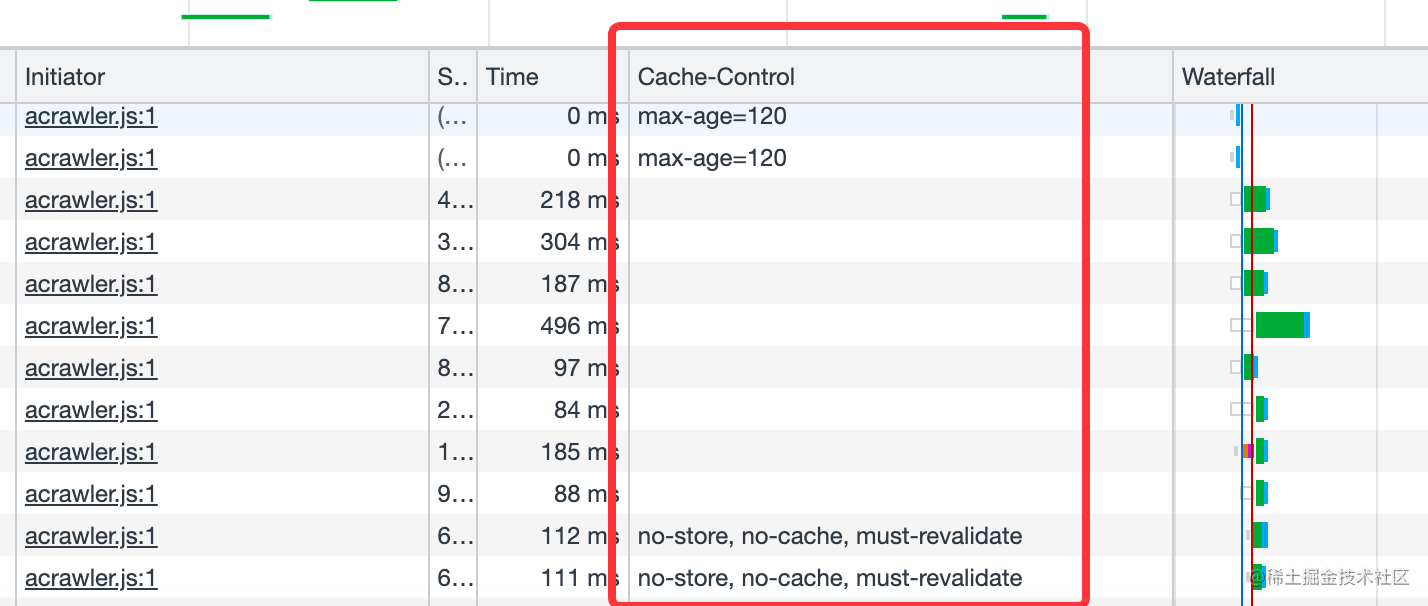 Initiator S.. Time Cache-Control Waterfall
acrawler.js:1 (... 0 ms max-age=120
acrawler.js:1 (... 0 ms max-age=120
acrawler.js:1 4... 218 ms
acrawler.js:1 3... 304 ms
acrawler.js:1 8... 187 ms
acrawler.js:1 7... 496 ms
acrawler.js:1 8... 97 ms
acrawler.js:1 2... 84 ms
acrawler.js:1 1... 185 ms
acrawler.js:1 9... 88 ms
acrawler.js:1 6... 112 ms no-store, no-cache, must-revalidate
acrawler.js:1 6... 111 ms no-store, no-cache, must-revalidate
@稀土掘金技术社区